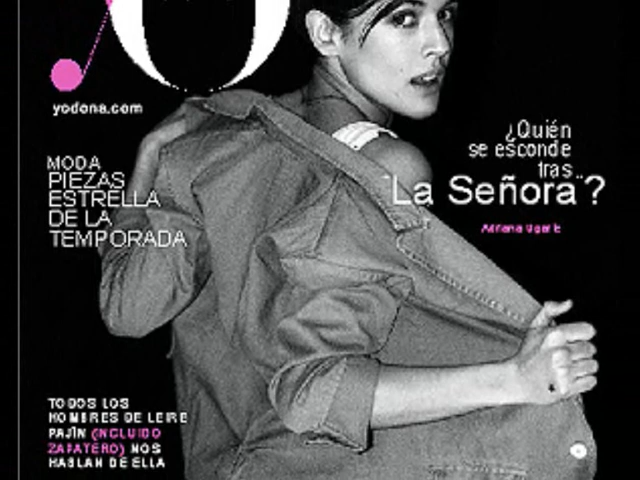 yodona.com
MODA
PIEZAS
ESTRELLA
DE LA
TEMPORADA
¿Quién
se esconde
tras
"La Señora"?
Adriana Ugarte
TODOS LOS
HOMBRES DE LEIRE
PAJÍN (INCLUIDO
ZAPATERO) NOS
HABLAN DE ELLA